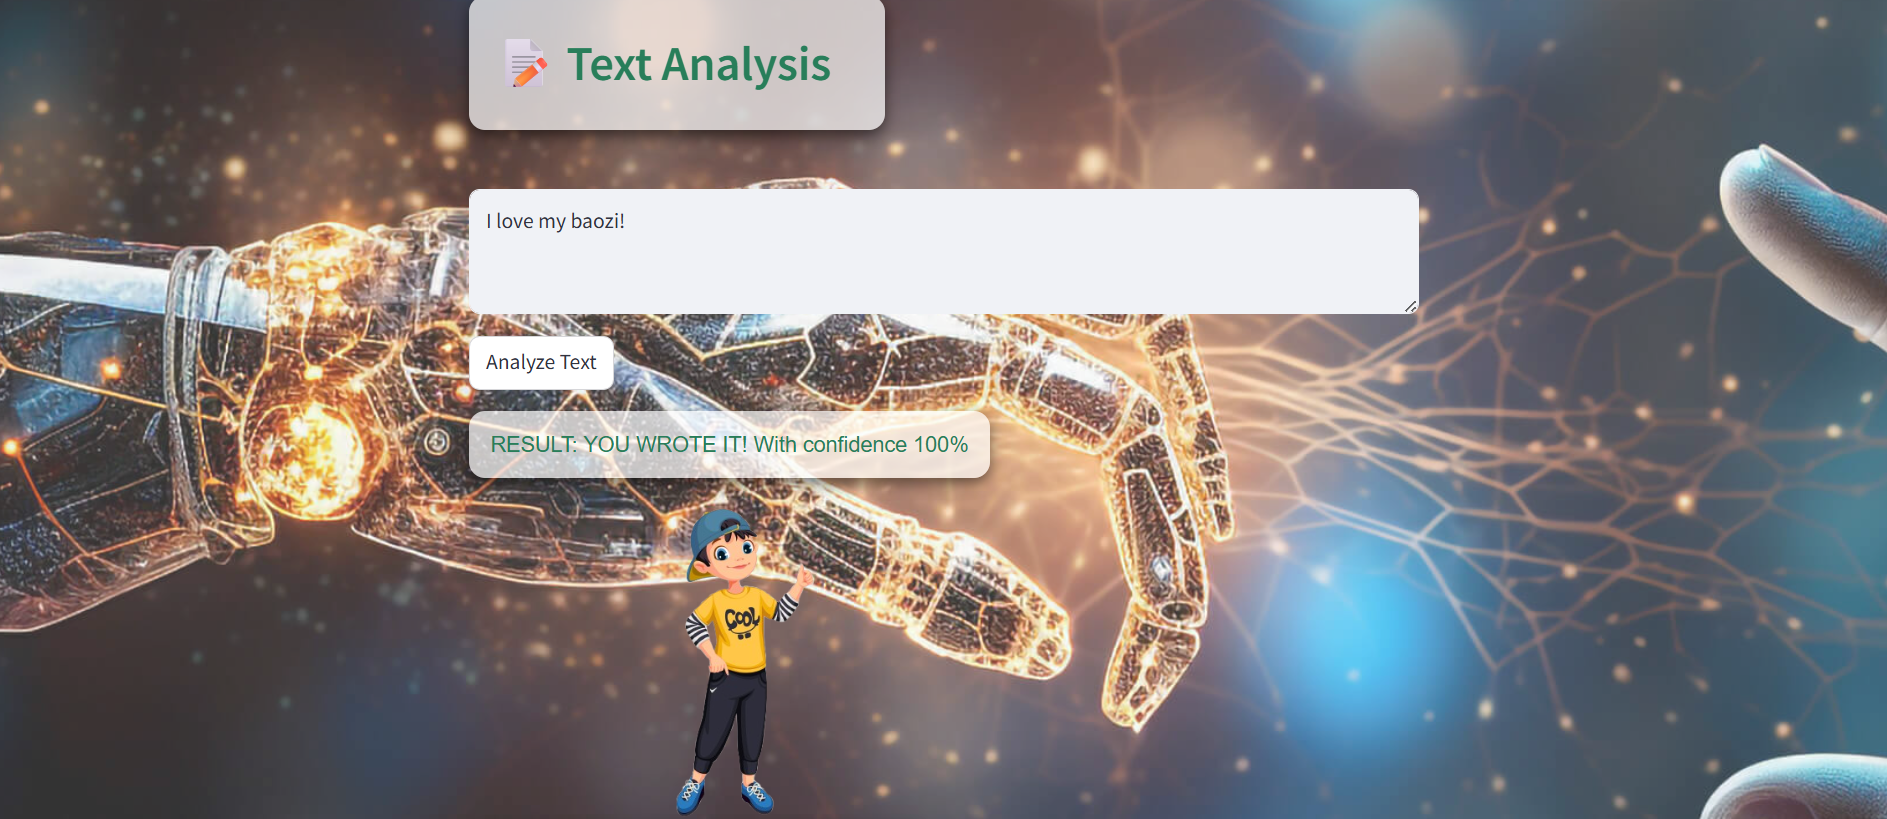 Text Analysis
I love my baozi!
Analyze Text
RESULT: YOU WROTE IT! With confidence 100%
COOL